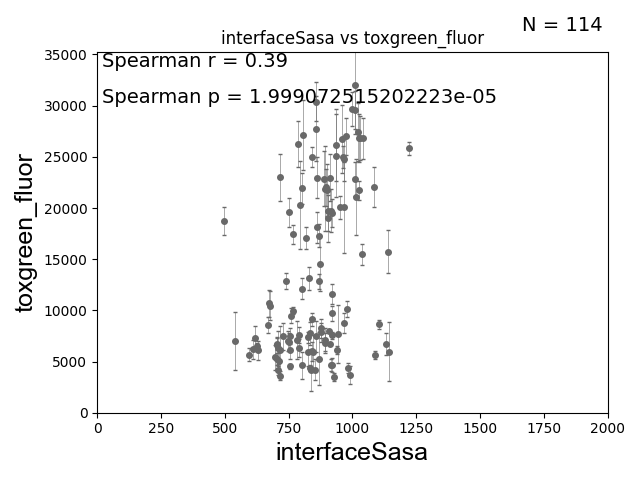 N = 114
interfaceSasa vs toxgreen_fluor
Spearman r = 0.39
Spearman p = 1.999072515202223e-05
toxgreen_fluor
35000
30000
25000
20000
15000
10000
5000
0
0 250 500 750 1000 1250 1500 1750 2000
interfaceSasa